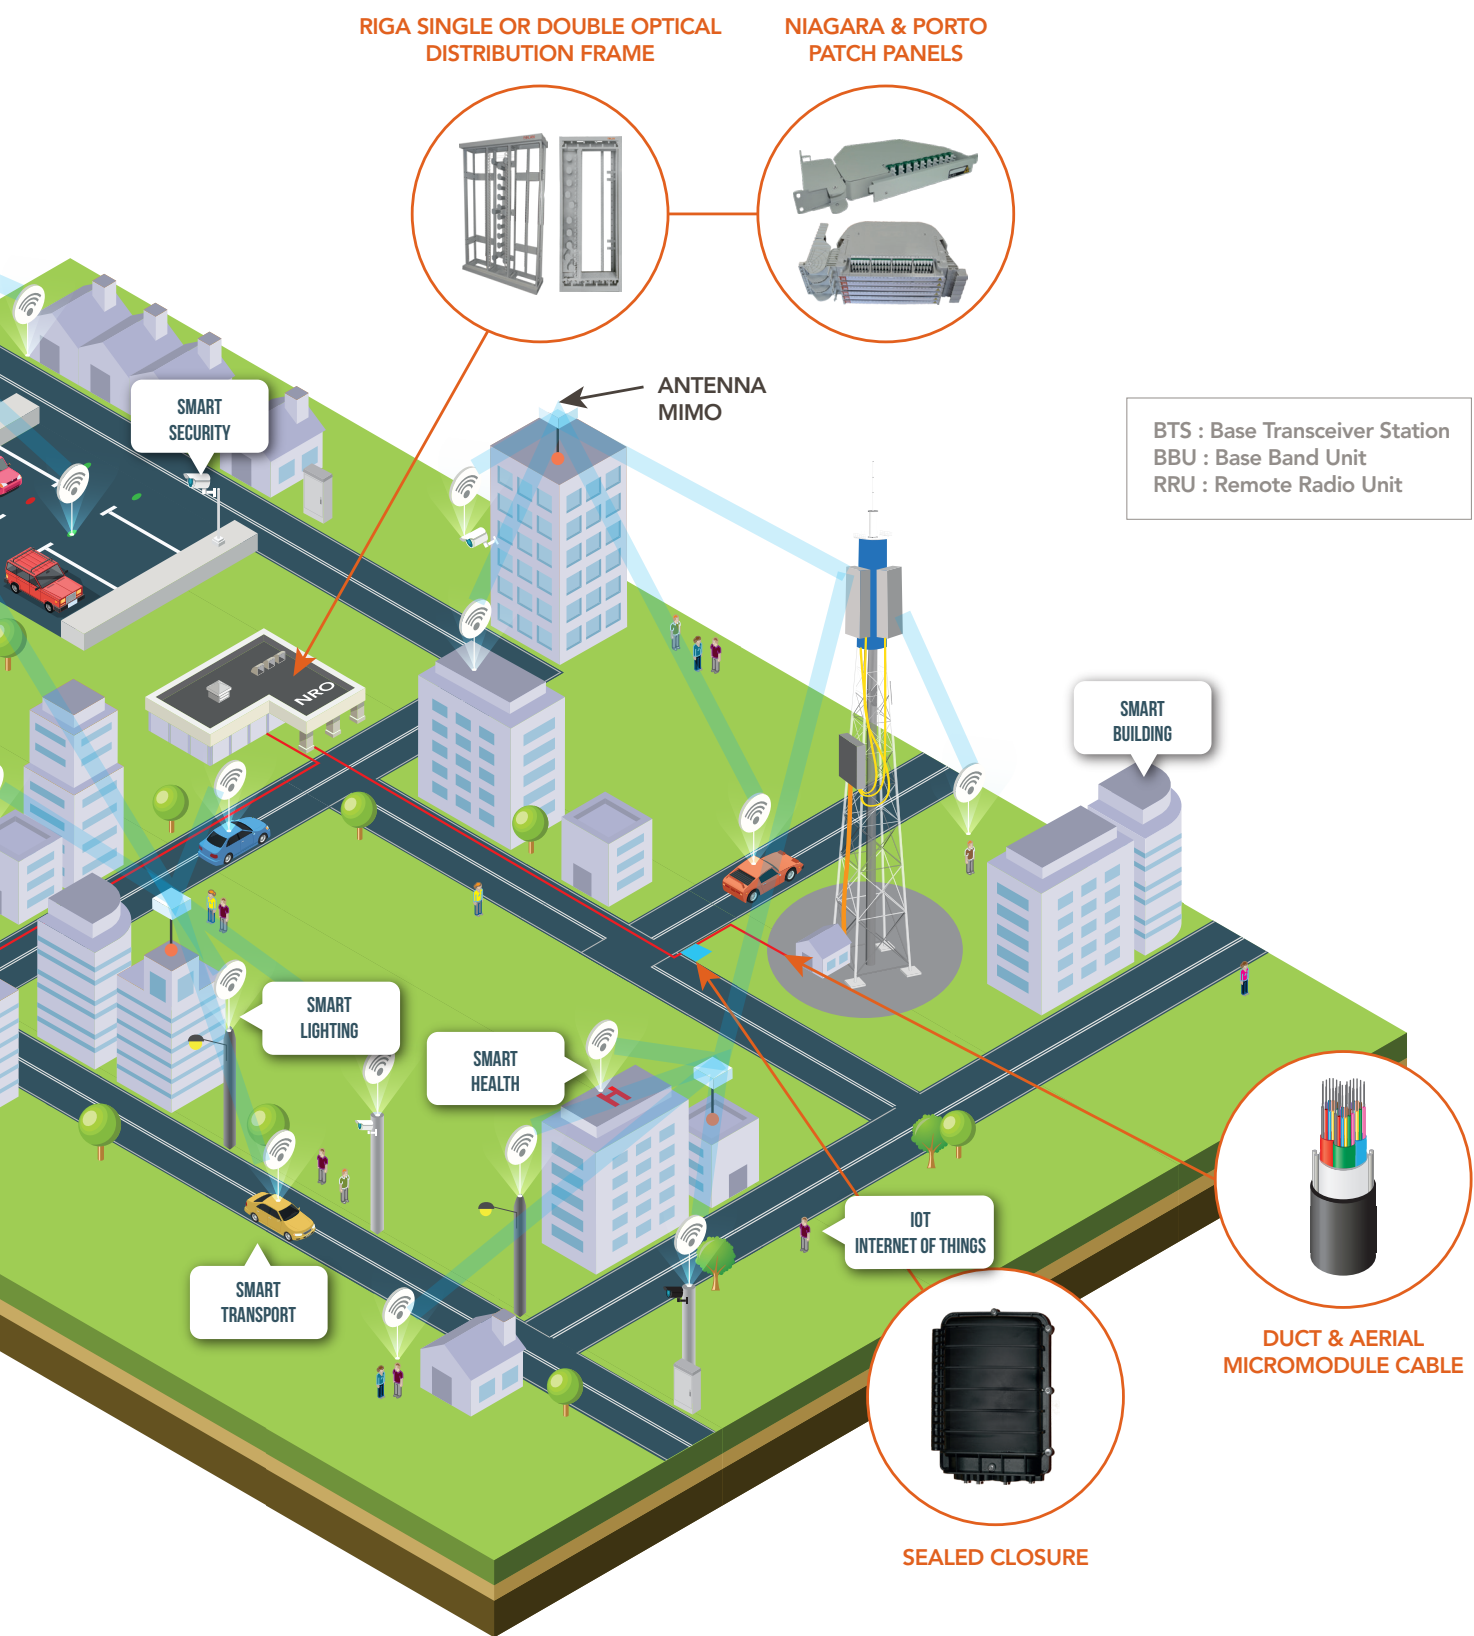 RIGA SINGLE OR DOUBLE OPTICAL
DISTRIBUTION FRAME
NIAGARA & PORTO
PATCH PANELS
ANTENNA
MIMO
BTS : Base Transceiver Station
BBU : Base Band Unit
RRU : Remote Radio Unit
SMART
SECURITY
NRO
SMART
BUILDING
SMART
LIGHTING
SMART
HEALTH
H
IOT
INTERNET OF THINGS
SMART
TRANSPORT
DUCT & AERIAL
MICROMODULE CABLE
SEALED CLOSURE